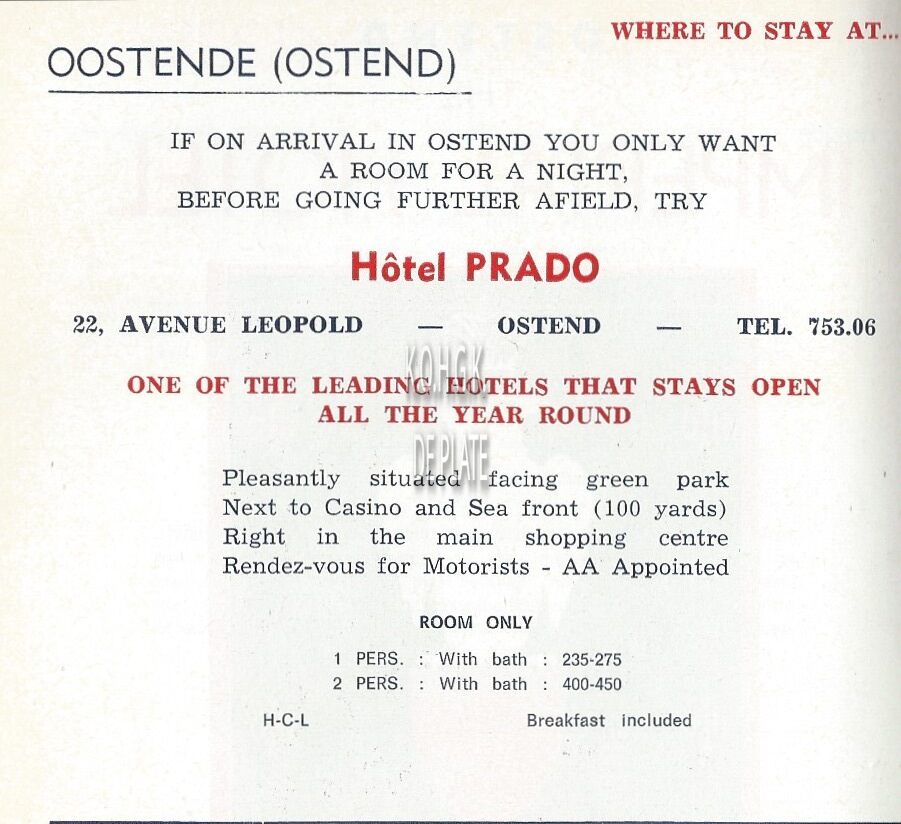 WHERE TO STAY AT...
OOSTENDE (OSTEND)
IF ON ARRIVAL IN OSTEND YOU ONLY WANT
A ROOM FOR A NIGHT,
BEFORE GOING FURTHER AFIELD, TRY
Hôtel PRADO
22, AVENUE LEOPOLD — OSTEND — TEL. 753.06
ONE OF THE LEADING HOTELS THAT STAYS OPEN
ALL THE YEAR ROUND
KO.HGK
DE PLATE
Pleasantly situated facing green park
Next to Casino and Sea front (100 yards)
Right in the main shopping centre
Rendez-vous for Motorists - AA Appointed
ROOM ONLY
1 PERS. : With bath : 235-275
2 PERS. : With bath : 400-450
H-C-L Breakfast included